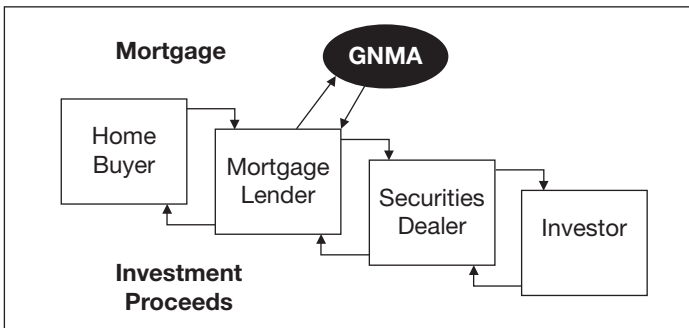 Mortgage
GNMA
Home
Buyer
Mortgage
Lender
Securities
Dealer
Investor
Investment
Proceeds